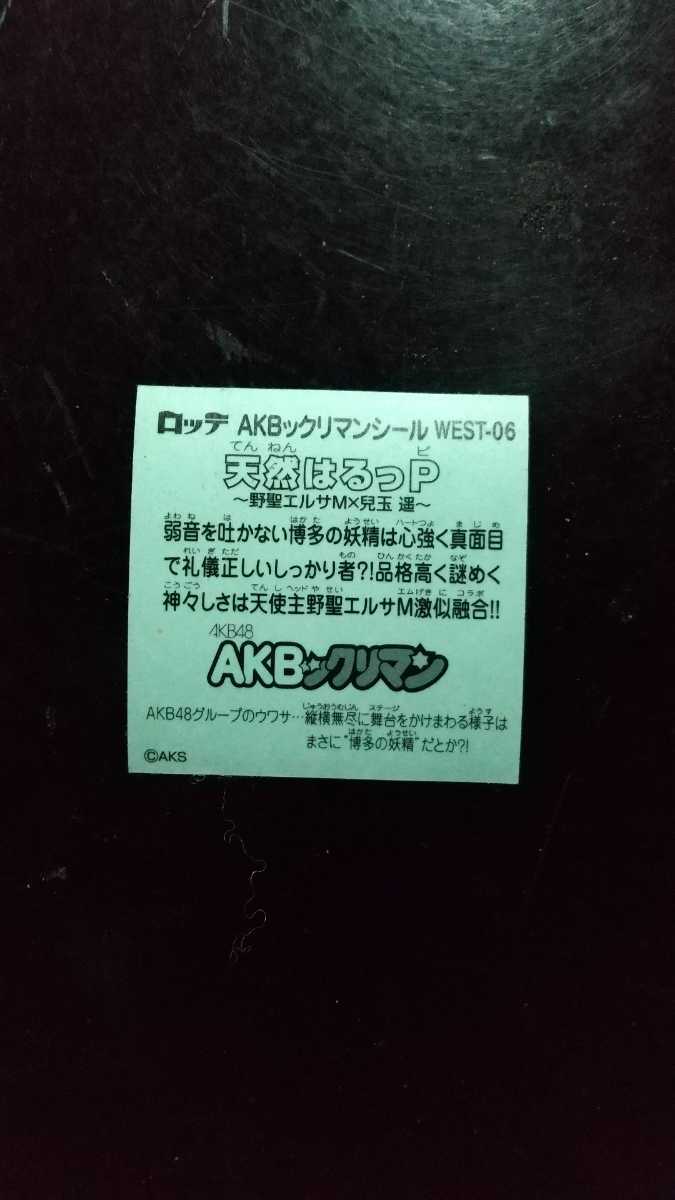 ロッテ AKBックリマンシール WEST-06
てんねん ピ
天然はるっP
～野聖エルサM×兒玉 遥～
よわね は はかた ようせい ハートつよ まじめ
弱音を吐かない博多の妖精は心強く真面目
れいぎただ もの ひんかくたか なぞ
で礼儀正しいしっかり者?!品格高く謎めく
こうごう てんしヘッドやせい エムげきに コラボ
神々しさは天使主野聖エルサM激似融合!!
AKB48
AKBックリマン
じゅうおうむじん ステージ ようす
AKB48グループのウワサ…縦横無尽に舞台をかけまわる様子は
はかた ようせい
まさに"博多の妖精"だとか?!
©AKS